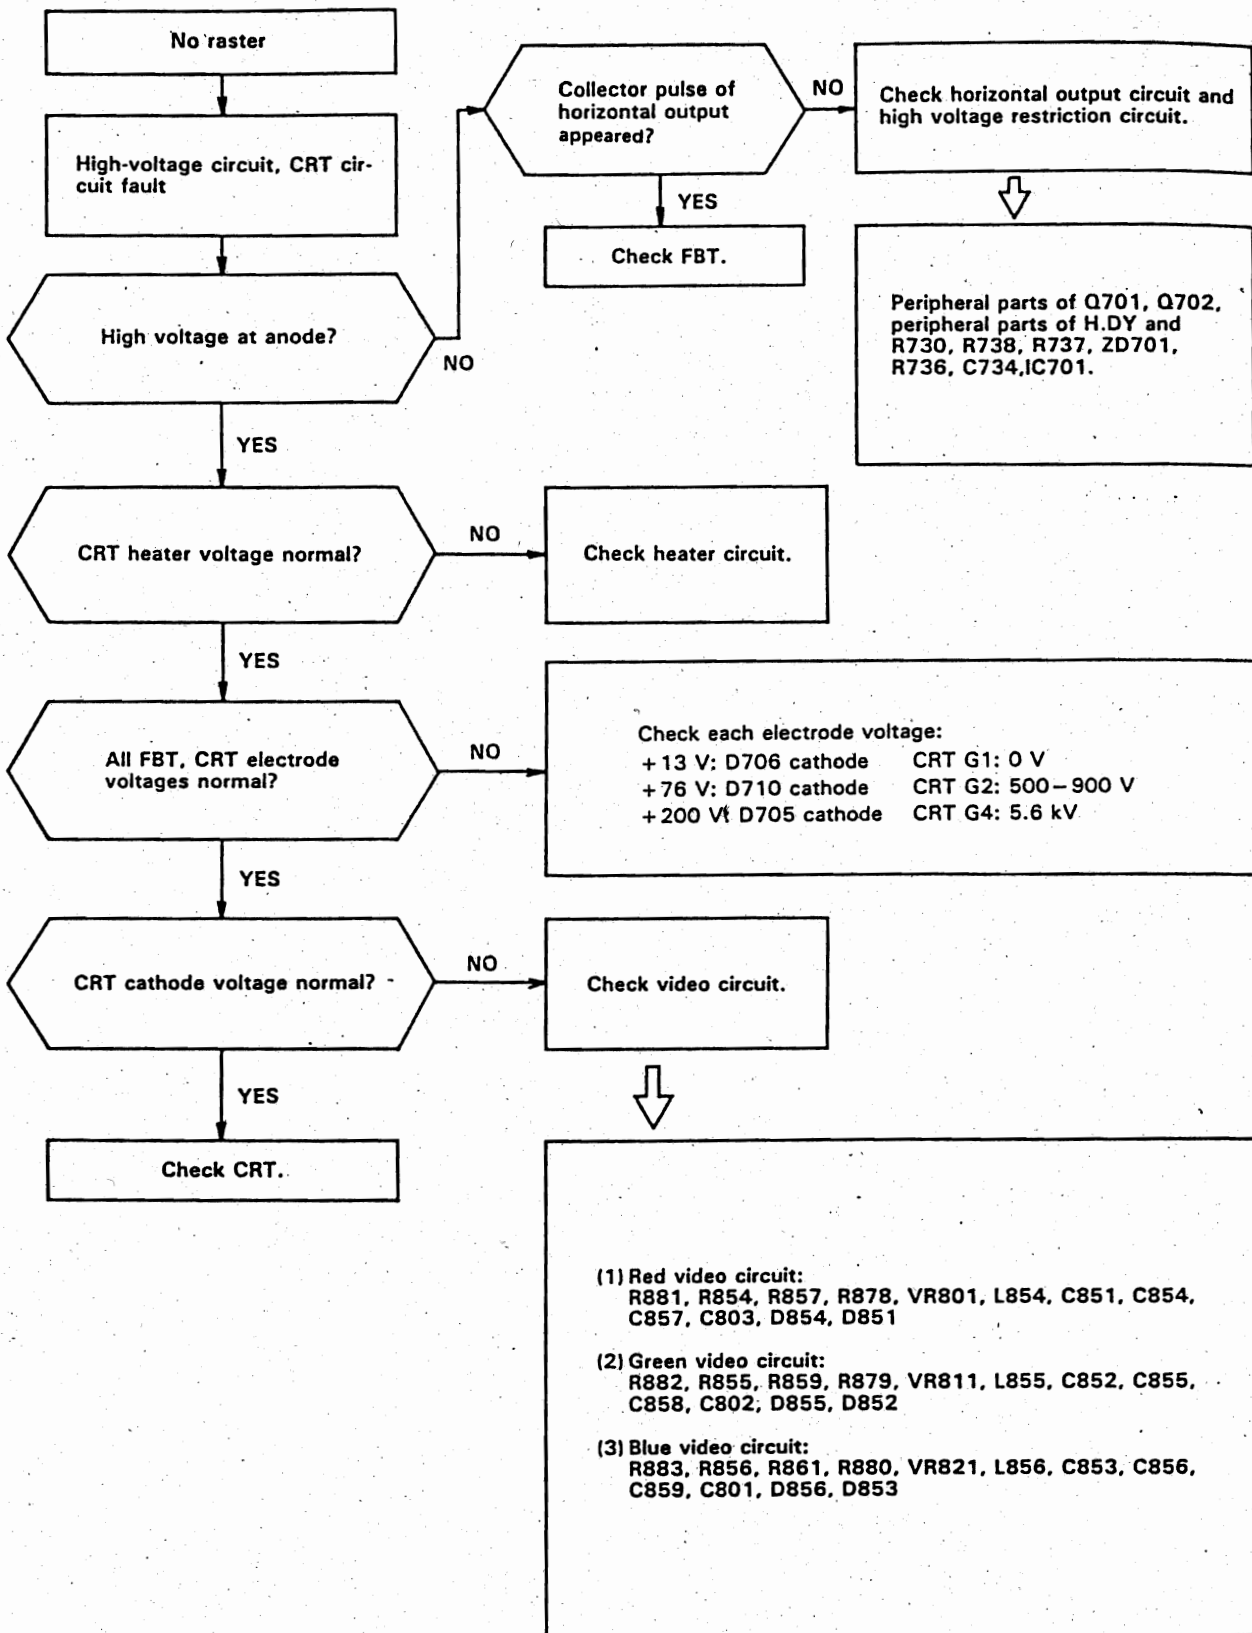 No raster
High-voltage circuit, CRT cir-
cuit fault
High voltage at anode?
NO
Collector pulse of
horizontal output
appeared?
NO
Check horizontal output circuit and
high voltage restriction circuit.
YES
Check FBT.
Peripheral parts of Q701, Q702,
peripheral parts of H.DY and
R730, R738, R737, ZD701,
R736, C734,IC701.
YES
CRT heater voltage normal?
NO
Check heater circuit.
YES
All FBT, CRT electrode
voltages normal?
NO
Check each electrode voltage:
+13 V: D706 cathode CRT G1: 0 V
+76 V: D710 cathode CRT G2: 500–900 V
+200 V: D705 cathode CRT G4: 5.6 kV
YES
CRT cathode voltage normal?
NO
Check video circuit.
YES
Check CRT.
(1) Red video circuit:
R881, R854, R857, R878, VR801, L854, C851, C854,
C857, C803, D854, D851
(2) Green video circuit:
R882, R855, R859, R879, VR811, L855, C852, C855,
C858, C802, D855, D852
(3) Blue video circuit:
R883, R856, R861, R880, VR821, L856, C853, C856,
C859, C801, D856, D853